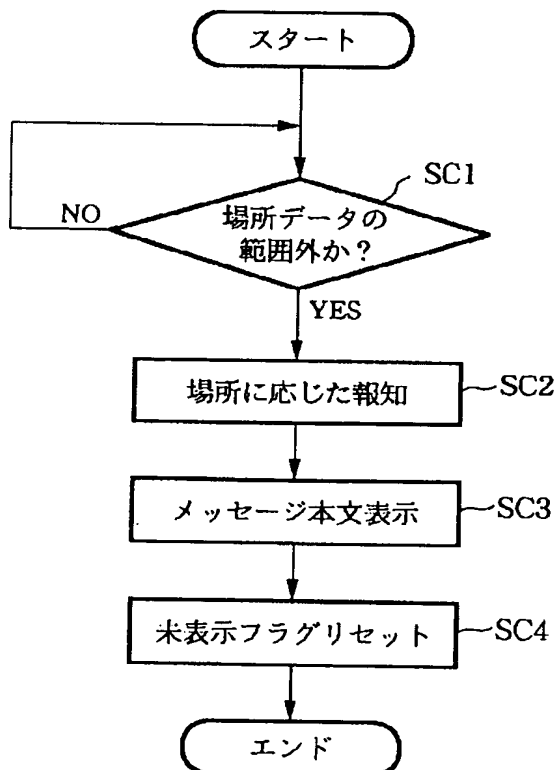 スタート
SC1
場所データの
範囲外か？
NO
YES
場所に応じた報知
SC2
メッセージ本文表示
SC3
未表示フラグリセット
SC4
エンド